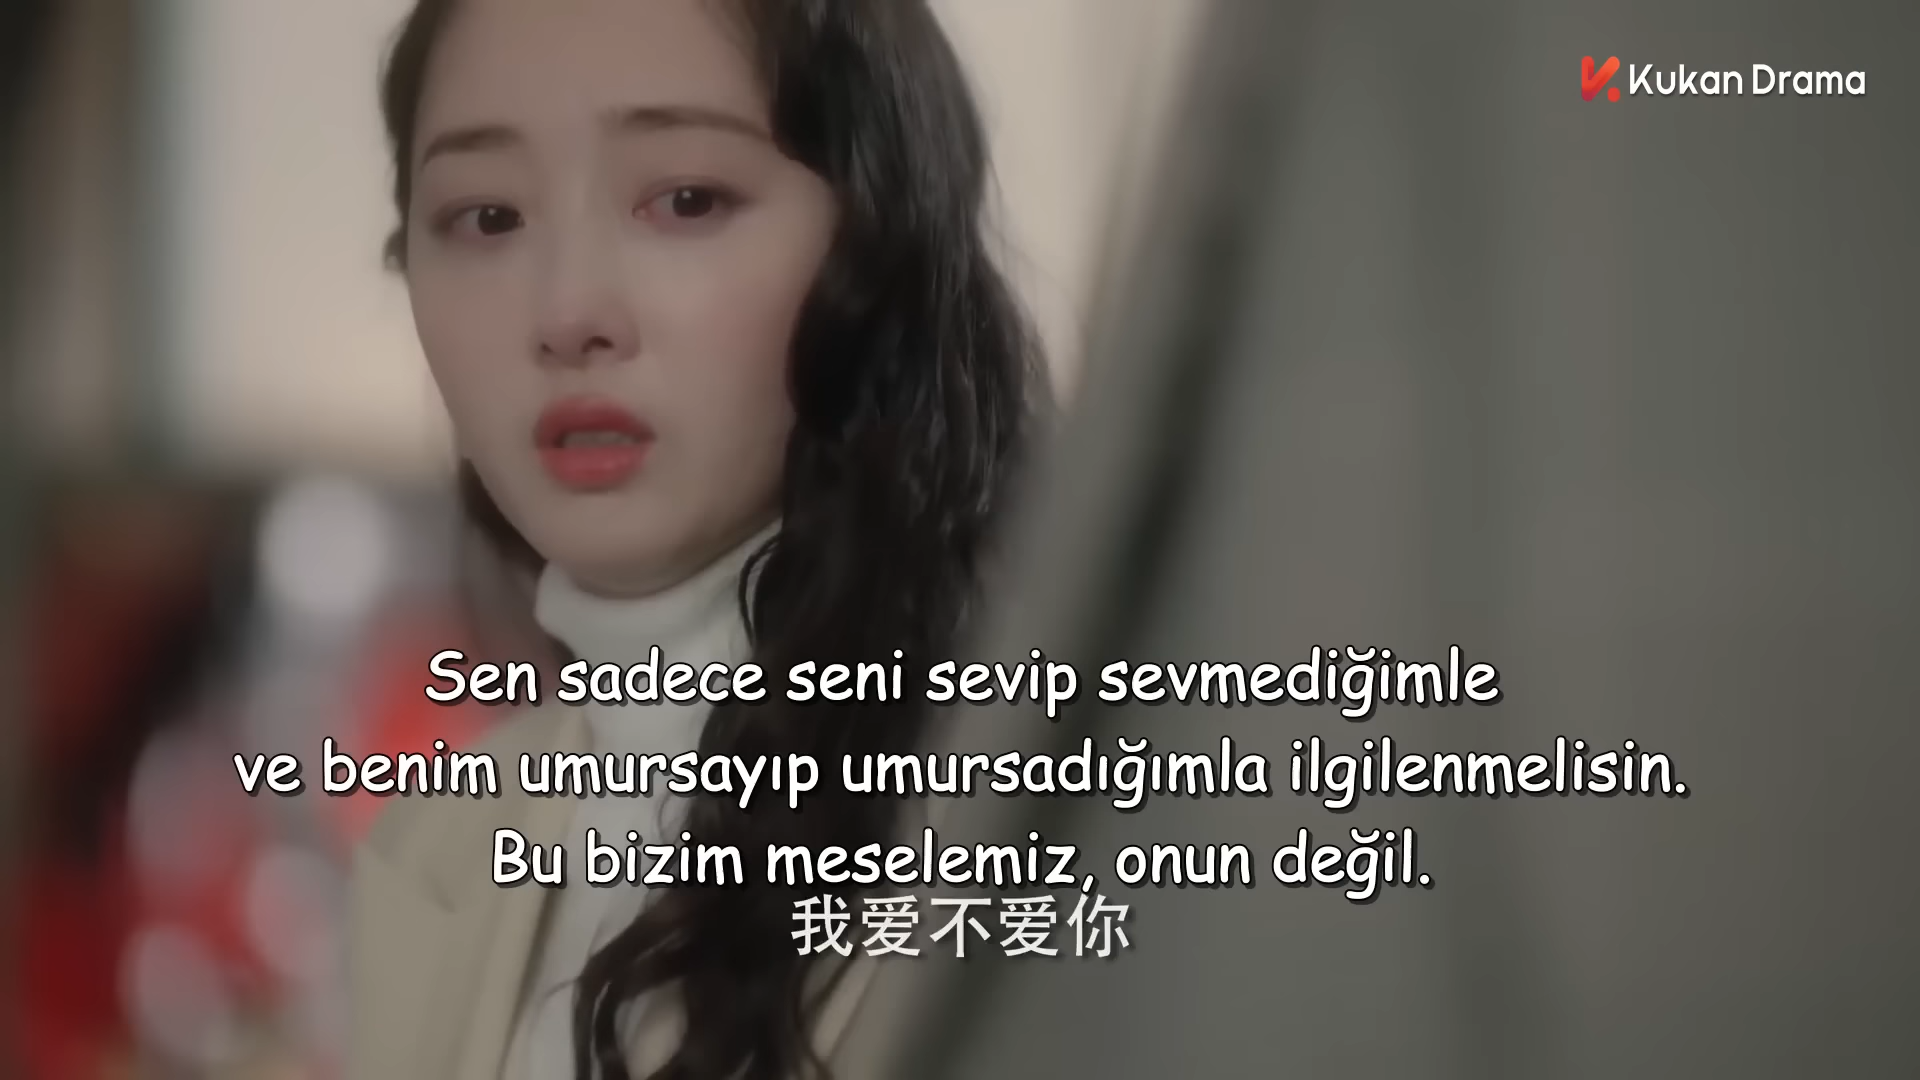 Kukan Drama
Sen sadece seni sevip sevmediğimle
ve benim umursayıp umursadığımla ilgilenmelisin.
Bu bizim meselemiz, onun değil.
我爱不爱你